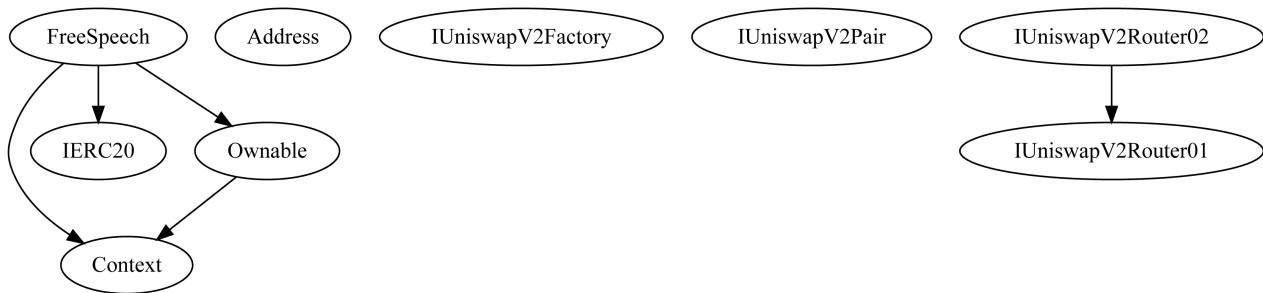 FreeSpeech
Address
IUniswapV2Factory
IUniswapV2Pair
IUniswapV2Router02
IERC20
Ownable
IUniswapV2Router01
Context